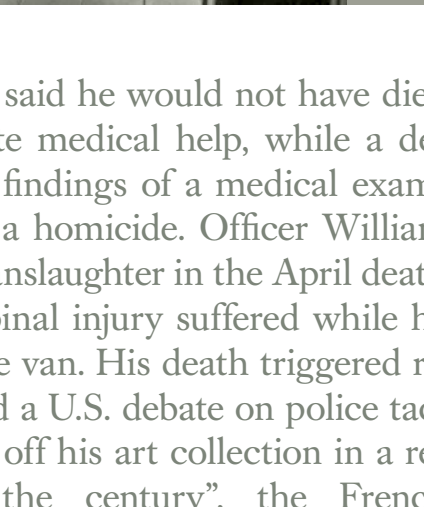 said he would not have die
te medical help, while a de
findings of a medical exam
a homicide. Officer William
anslaughter in the April deat
pinal injury suffered while h
e van. His death triggered r
d a U.S. debate on police tac
off his art collection in a re
the century”, the Frenc